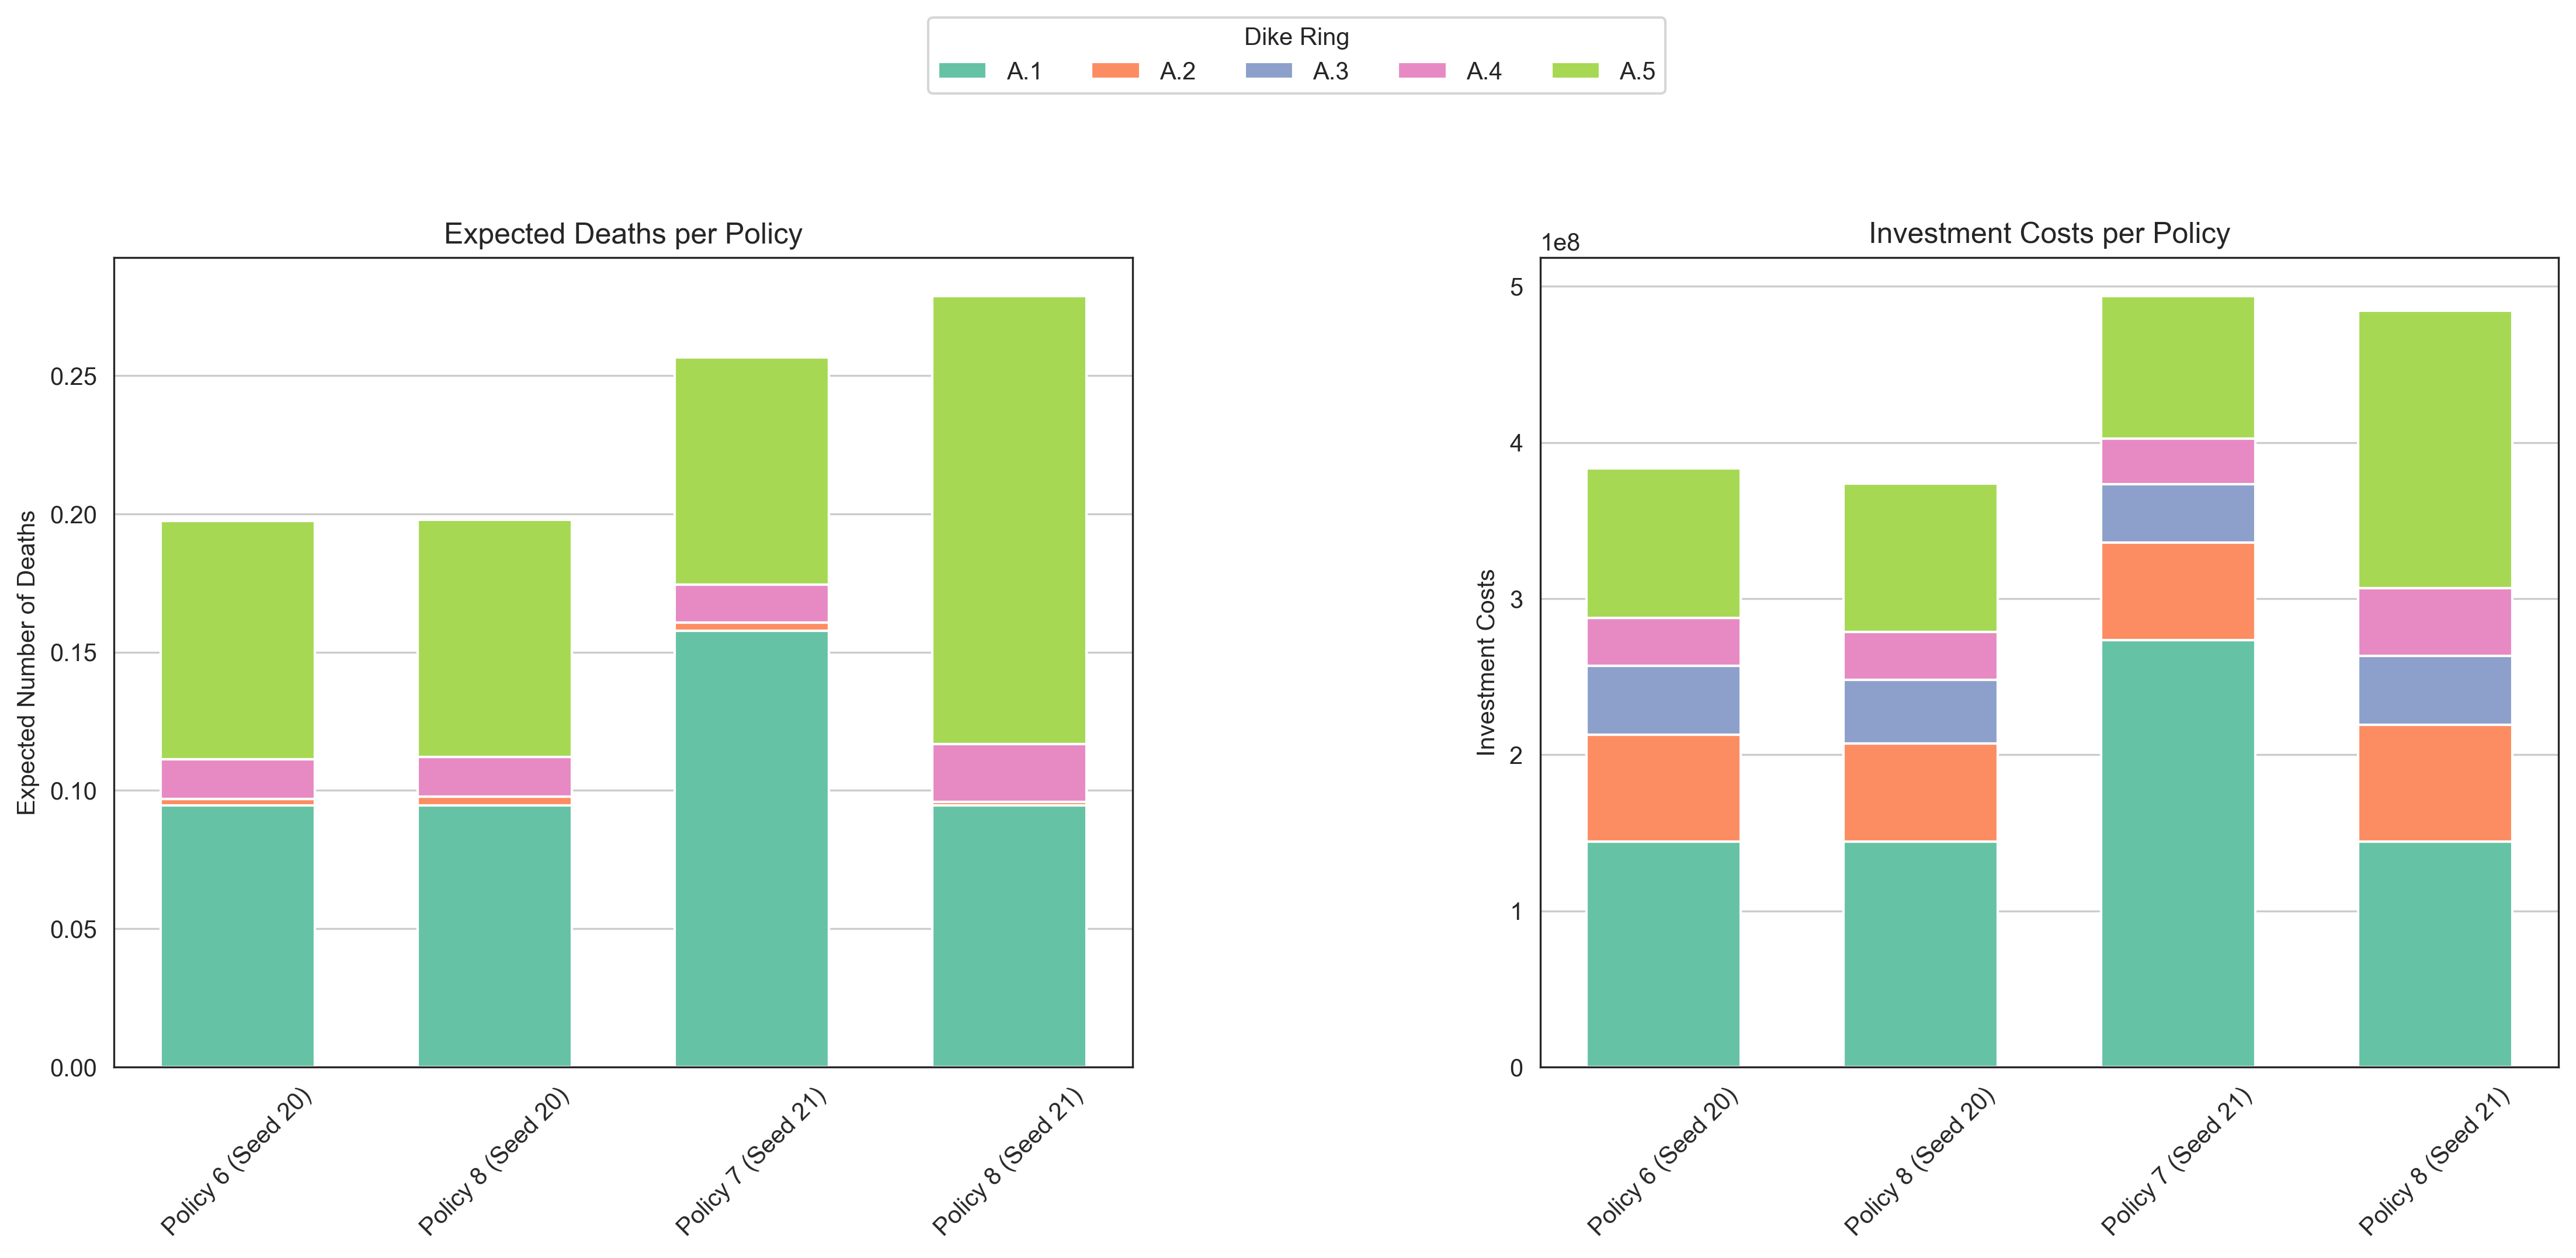 Dike Ring
A.1 A.2 A.3 A.4 A.5
Expected Deaths per Policy
Expected Number of Deaths
0.25
0.20
0.15
0.10
0.05
0.00
Policy 6 (Seed 20)
Policy 8 (Seed 20)
Policy 7 (Seed 21)
Policy 8 (Seed 21)
Investment Costs per Policy
1e8
Investment Costs
5
4
3
2
1
0
Policy 6 (Seed 20)
Policy 8 (Seed 20)
Policy 7 (Seed 21)
Policy 8 (Seed 21)